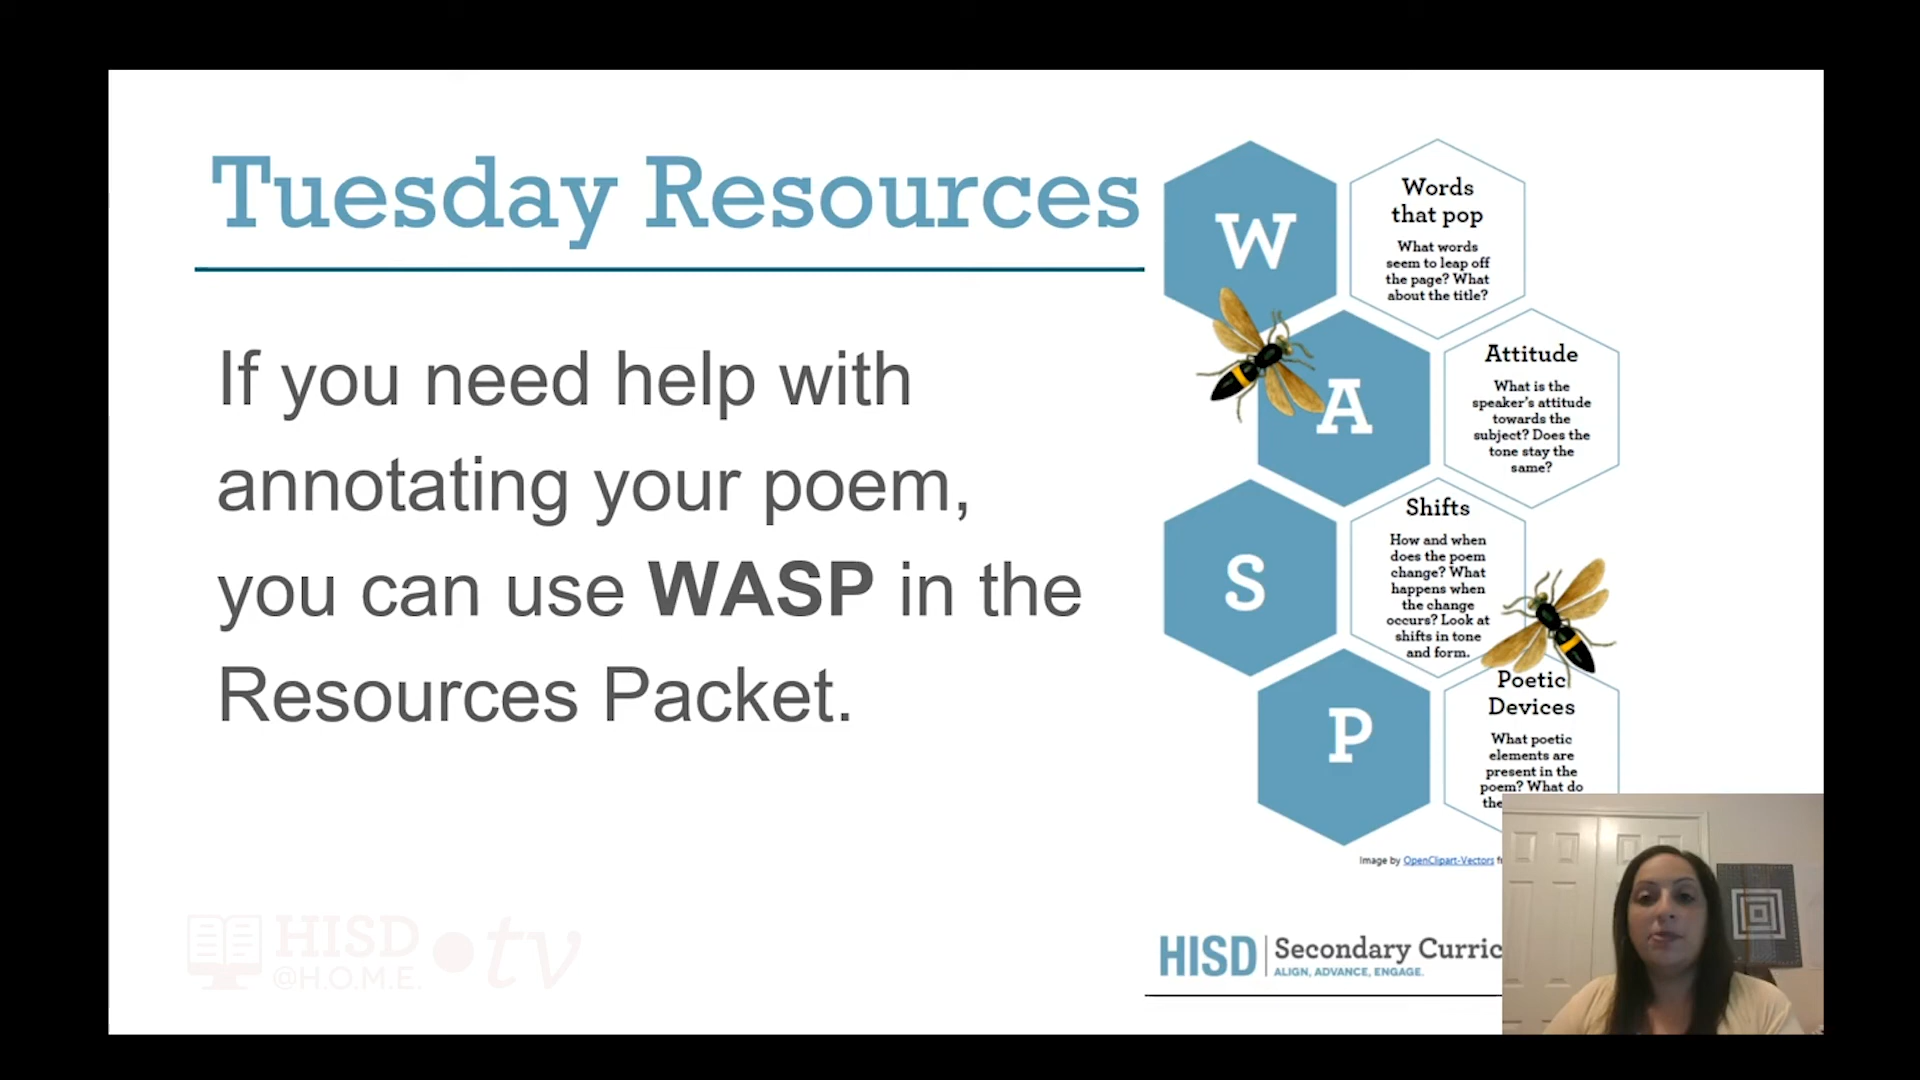 Tuesday Resources
If you need help with
annotating your poem,
you can use WASP in the
Resources Packet.
W
Words
that pop
What words
seem to leap off
the page? What
about the title?
A
Attitude
What is the
speaker's attitude
towards the
subject? Does the
tone stay the
same?
S
Shifts
How and when
does the poem
change? What
happens when
the change
occurs? Look at
shifts in tone
and form.
P
Poetic
Devices
What poetic
elements are
present in the
poem? What do
Image by OpenClipart-Vectors
HISD
@H.O.M.E.
tv
HISD
Secondary
ALIGN, ADVANCE, ENGAGE.